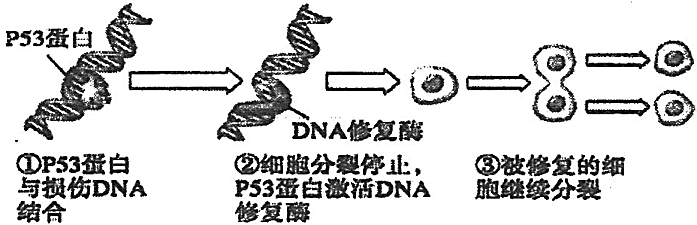 P53蛋白
DNA修复酶
①P53蛋白
与损伤DNA
结合
②细胞分裂停止，
P53蛋白激活DNA
修复酶
③被修复的细
胞继续分裂